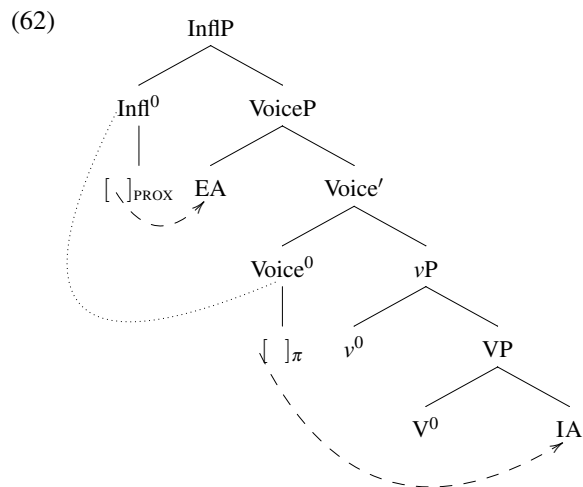 (62)
InflP
Infl⁰ VoiceP
[ ]PROX EA Voice′
Voice⁰ vP
[ ]π v⁰ VP
V⁰ IA